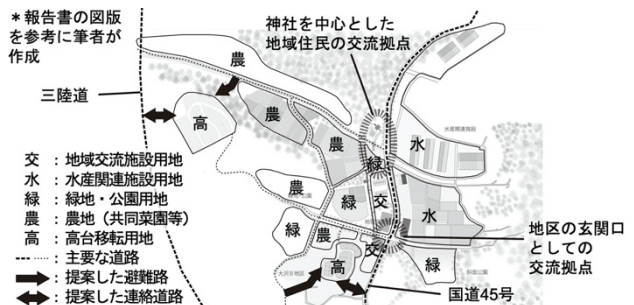 ＊報告書の図版
を参考に筆者が
作成
神社を中心とした
地域住民の交流拠点
三陸道
農
農
農
高
緑
水
水産関連施設
交 ：地域交流施設用地
水 ：水産関連施設用地
緑 ：緑地・公園用地
農 ：農地（共同菜園等）
高 ：高台移転用地
：主要な道路
：提案した避難路
：提案した連絡道路
農
緑
交
水
緑
農
高
交
緑
地区の玄関口
としての
交流拠点
国道45号